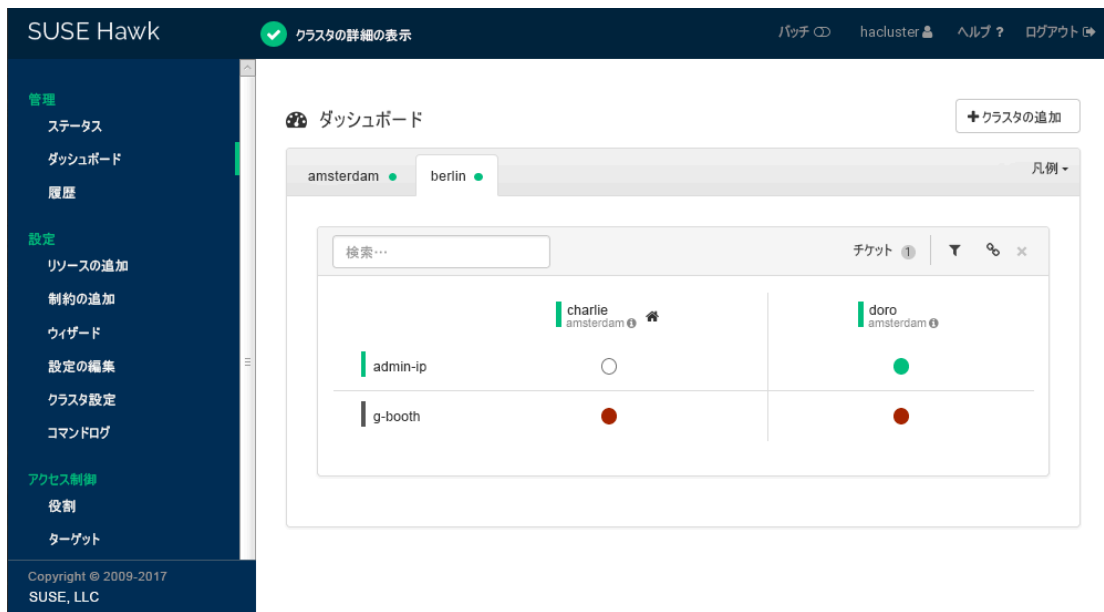 SUSE Hawk
クラスタの詳細の表示
バッチ
hacluster
ヘルプ ?
ログアウト
管理
ステータス
ダッシュボード
履歴
設定
リソースの追加
制約の追加
ウィザード
設定の編集
クラスタ設定
コマンドログ
アクセス制御
役割
ターゲット
Copyright © 2009-2017
SUSE, LLC
ダッシュボード
+クラスタの追加
amsterdam
berlin
凡例
検索…
チケット 1
charlie
amsterdam
doro
amsterdam
admin-ip
g-booth